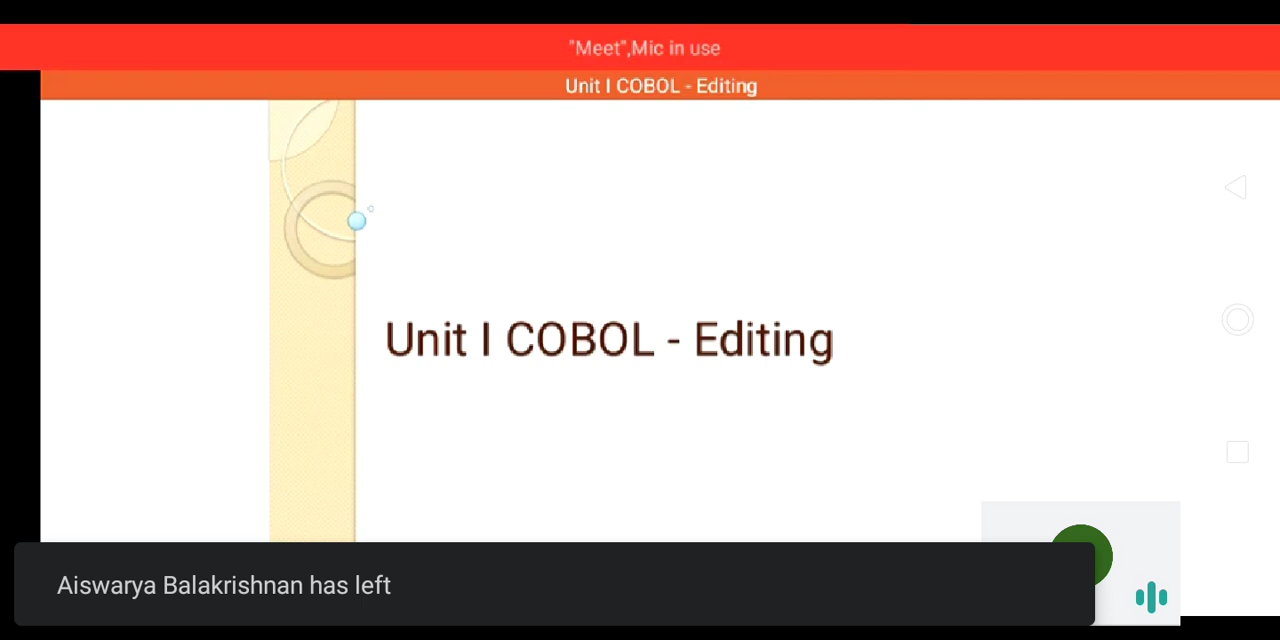 "Meet",Mic in use
Unit I COBOL - Editing
Unit I COBOL - Editing
Aiswarya Balakrishnan has left